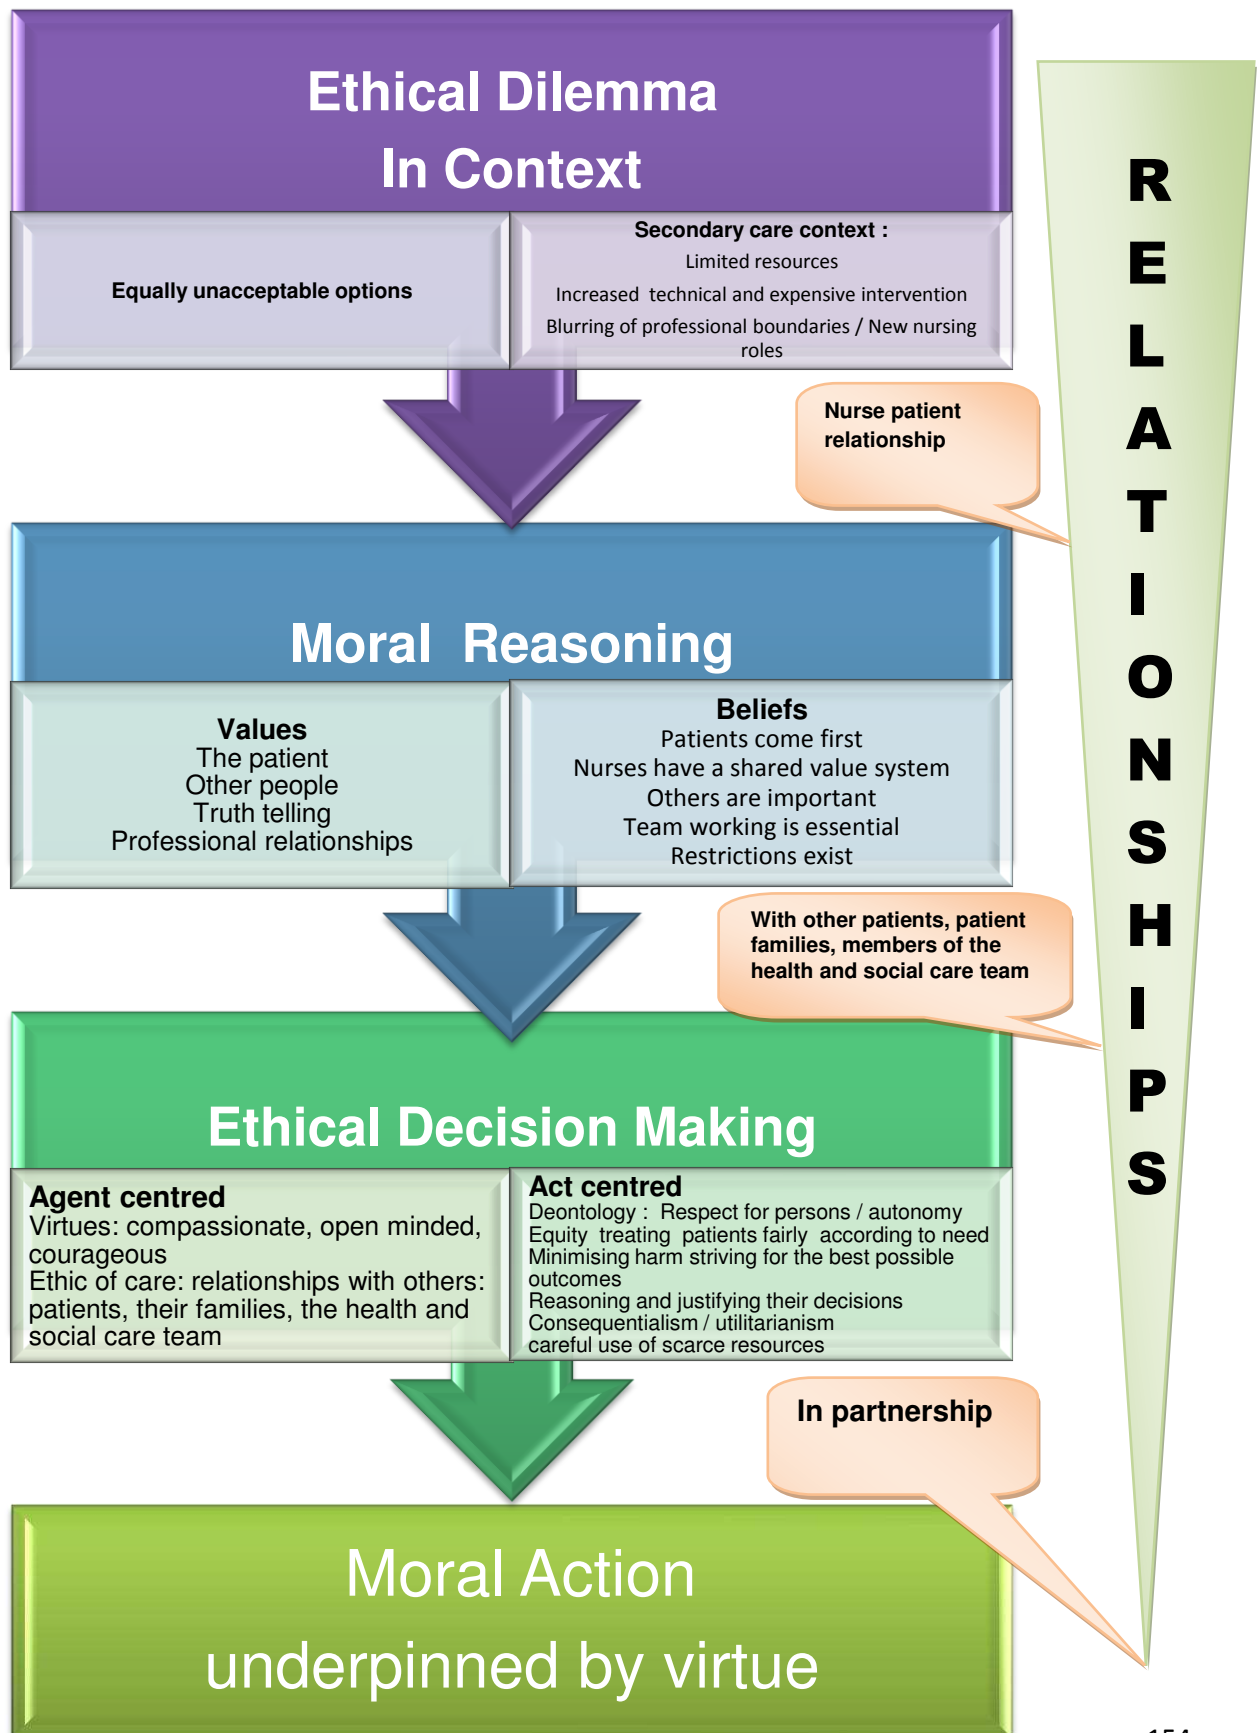 Ethical Dilemma
In Context
Equally unacceptable options
Secondary care context :
Limited resources
Increased technical and expensive intervention
Blurring of professional boundaries / New nursing
roles
Nurse patient
relationship
Moral Reasoning
Values
The patient
Other people
Truth telling
Professional relationships
Beliefs
Patients come first
Nurses have a shared value system
Others are important
Team working is essential
Restrictions exist
With other patients, patient
families, members of the
health and social care team
Ethical Decision Making
Agent centred
Virtues: compassionate, open minded,
courageous
Ethic of care: relationships with others:
patients, their families, the health and
social care team
Act centred
Deontology : Respect for persons / autonomy
Equity treating patients fairly according to need
Minimising harm striving for the best possible
outcomes
Reasoning and justifying their decisions
Consequentialism / utilitarianism
careful use of scarce resources
In partnership
Moral Action
underpinned by virtue
R
E
L
A
T
I
O
N
S
H
I
P
S